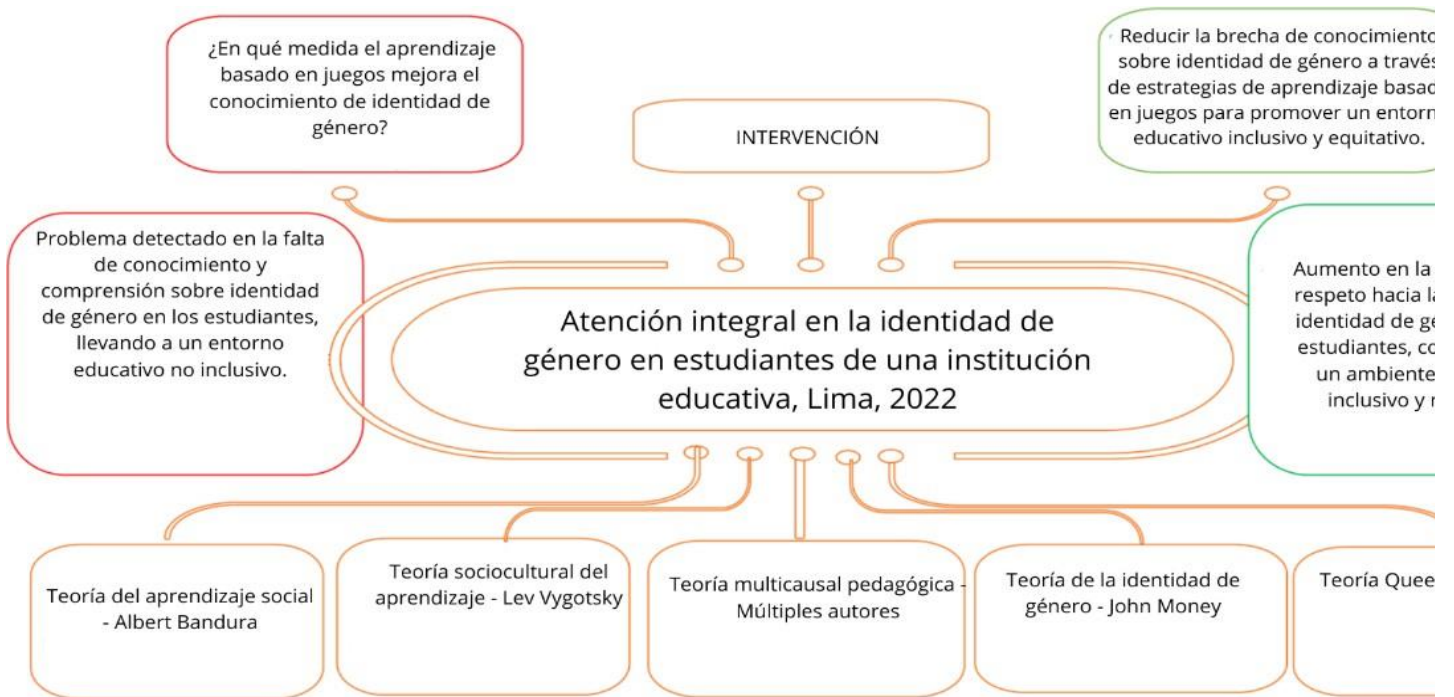 ¿En qué medida el aprendizaje
basado en juegos mejora el
conocimiento de identidad de
género?
INTERVENCIÓN
Reducir la brecha de conocimiento
sobre identidad de género a través
de estrategias de aprendizaje
en juegos para promover un
educativo inclusivo y equitativo.
Problema detectado en la falta
de conocimiento y
comprensión sobre identidad
de género en los estudiantes,
llevando a un entorno
educativo no inclusivo.
Atención integral en la identidad de
género en estudiantes de una institución
educativa, Lima, 2022
Aumento en la
respeto hacia
identidad de
estudiantes,
un ambiente
inclusivo y
Teoría del aprendizaje social
- Albert Bandura
Teoría sociocultural del
aprendizaje - Lev Vygotsky
Teoría multicausal pedagógica -
Múltiples autores
Teoría de la identidad de
género - John Money
Teoría